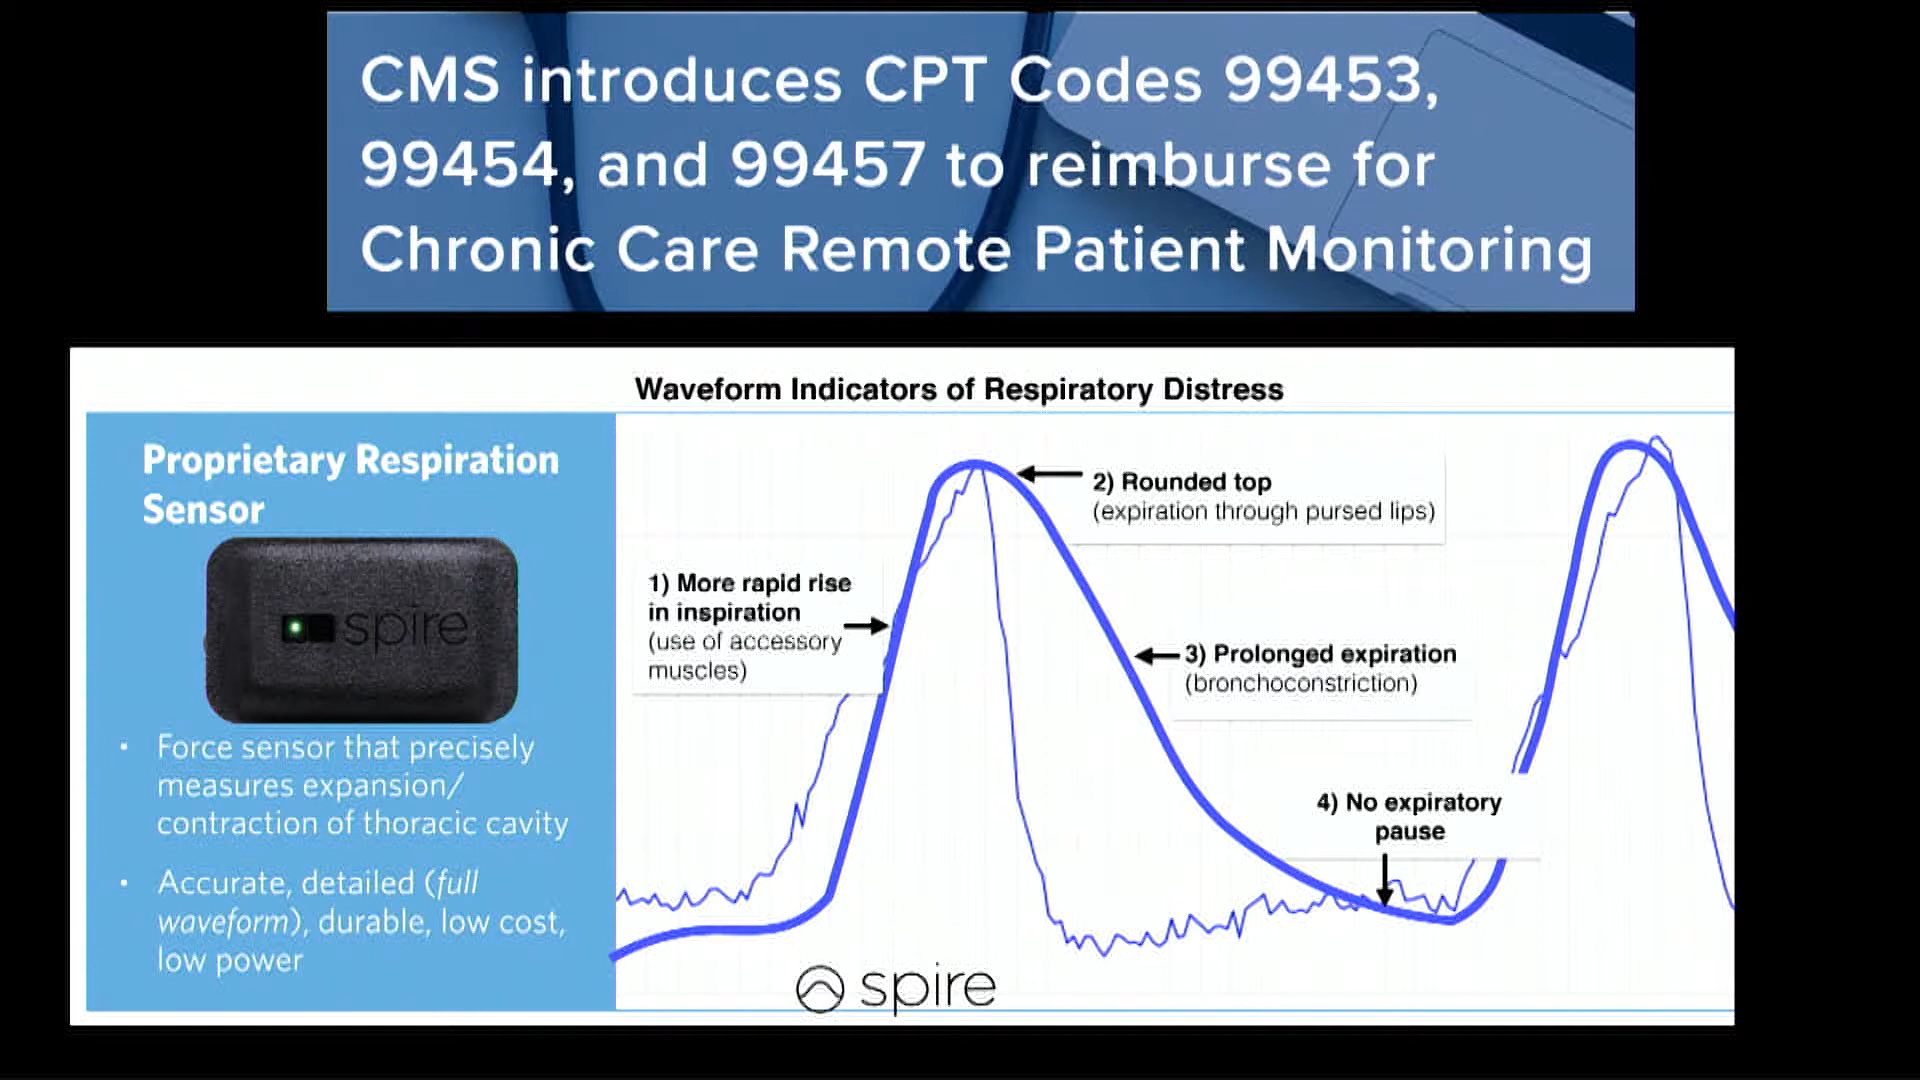 CMS introduces CPT Codes 99453,
99454, and 99457 to reimburse for
Chronic Care Remote Patient Monitoring
Waveform Indicators of Respiratory Distress
Proprietary Respiration
Sensor
spire
• Force sensor that precisely
measures expansion/
contraction of thoracic cavity
• Accurate, detailed (full
waveform), durable, low cost,
low power
1) More rapid rise
in inspiration
(use of accessory
muscles)
2) Rounded top
(expiration through pursed lips)
3) Prolonged expiration
(bronchoconstriction)
4) No expiratory
pause
spire